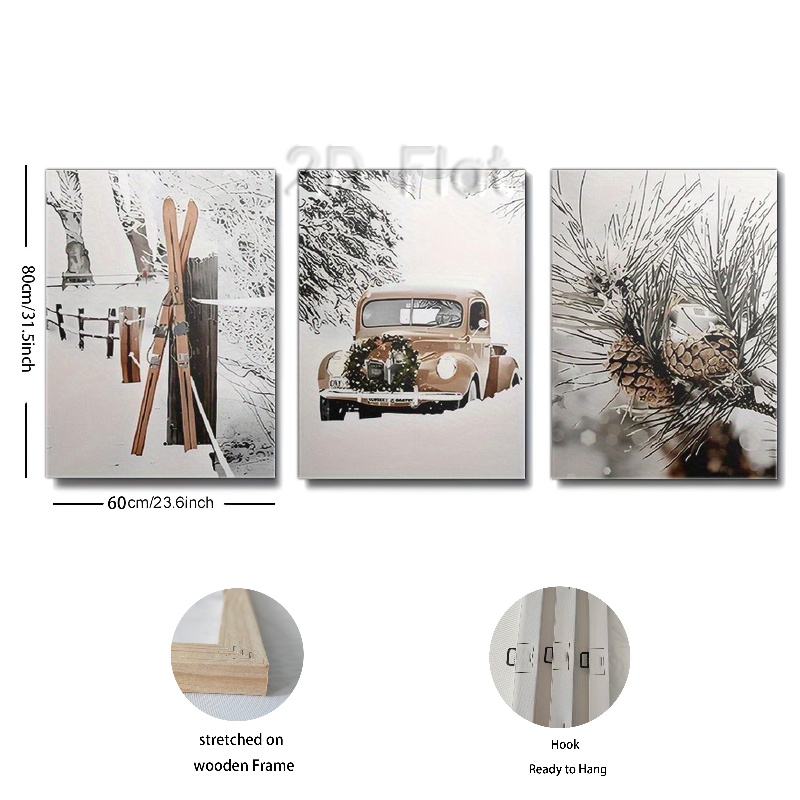 2D Flat
80cm/31.5inch
60cm/23.6inch
stretched on
wooden Frame
Hook
Ready to Hang